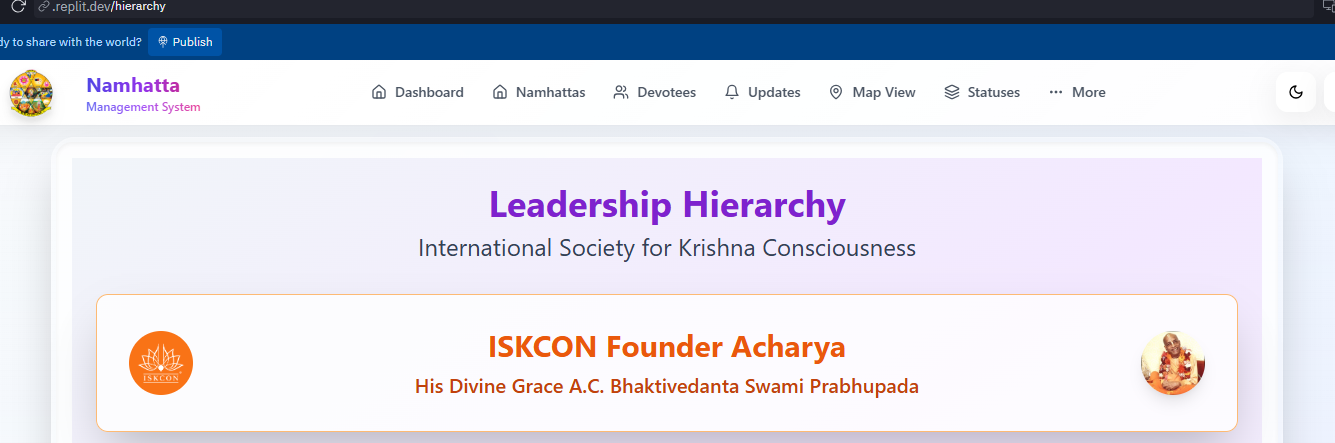 .replit.dev/hierarchy
dy to share with the world? Publish
Namhatta
Management System
Dashboard Namhattas Devotees Updates Map View Statuses More
Leadership Hierarchy
International Society for Krishna Consciousness
ISKCON Founder Acharya
ISKCON
His Divine Grace A.C. Bhaktivedanta Swami Prabhupada